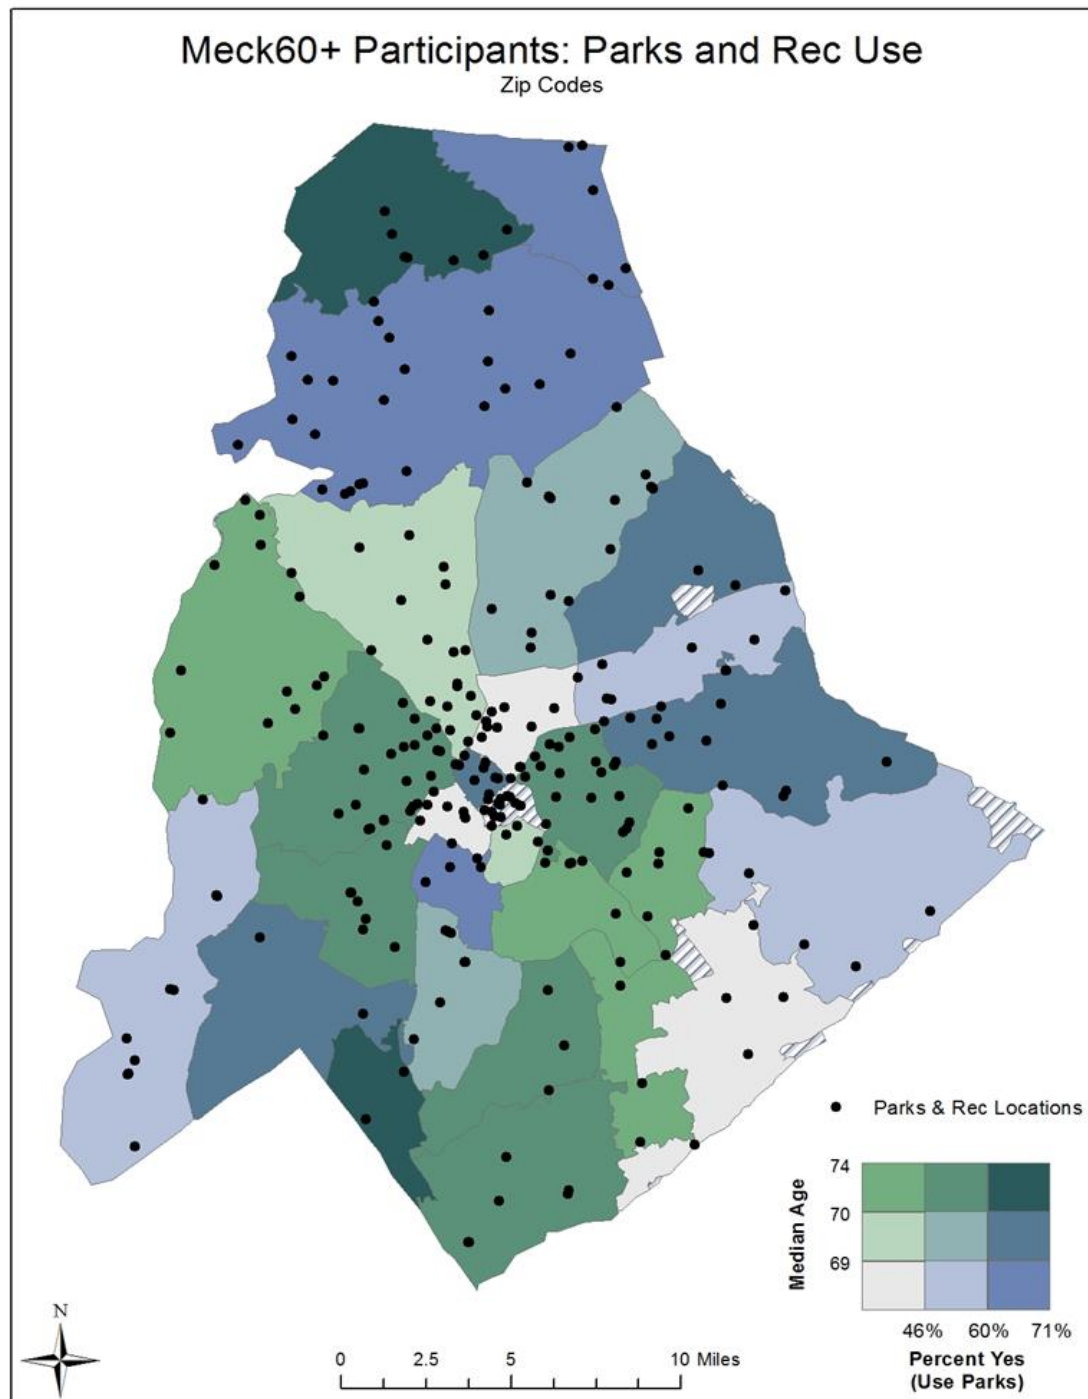 Meck60+ Participants: Parks and Rec Use
Zip Codes
Parks & Rec Locations
74
70
69
Median Age
46% 60% 71%
Percent Yes
(Use Parks)
N
0 2.5 5 10 Miles